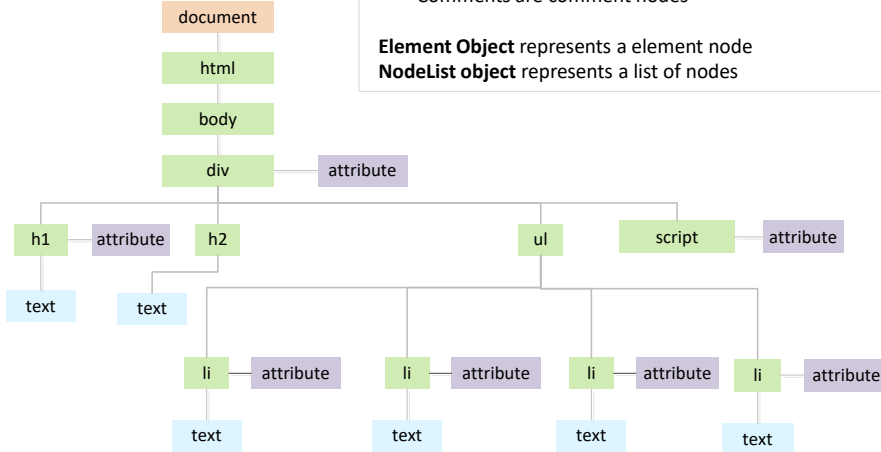 Comments are comment nodes
document
Element Object represents a element node
NodeList object represents a list of nodes
html
body
div
attribute
h1
attribute
h2
ul
script
attribute
text
text
li
attribute
li
attribute
li
attribute
li
attribute
text
text
text
text